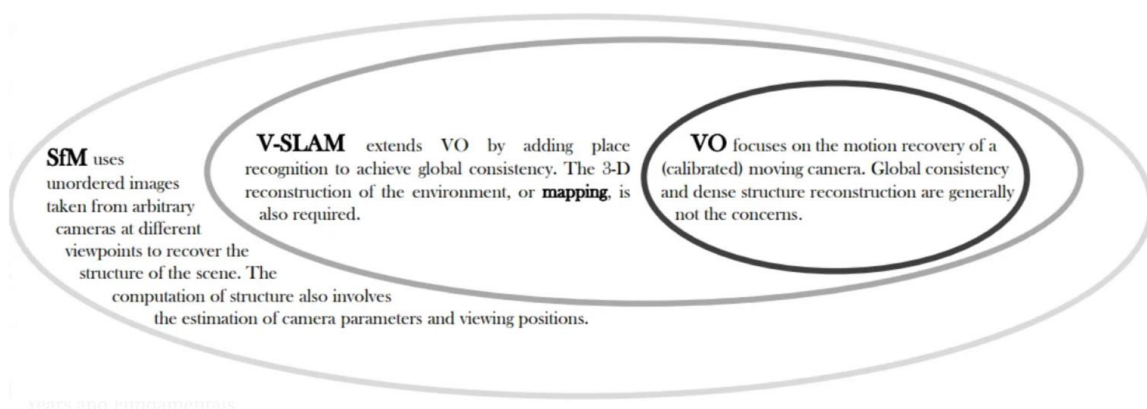 SfM uses
unordered images
taken from arbitrary
cameras at different
viewpoints to recover the
structure of the scene. The
computation of structure also involves
the estimation of camera parameters and viewing positions.
V-SLAM extends VO by adding place
recognition to achieve global consistency. The 3-D
reconstruction of the environment, or mapping, is
also required.
VO focuses on the motion recovery of a
(calibrated) moving camera. Global consistency
and dense structure reconstruction are generally
not the concerns.
years and fundamentals